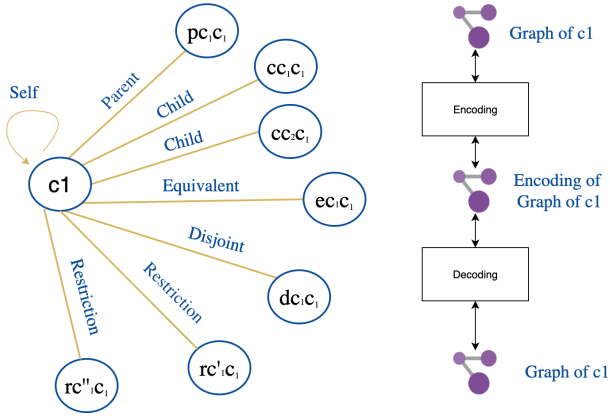 pc₁c₁
Graph of c1
cc₁c₁
Parent
Self
Child
Encoding
cc₂c₁
Child
c1
Equivalent
ec₁c₁
Encoding of
Graph of c1
Disjoint
Restriction
Restriction
Decoding
dc₁c₁
rc''₁c₁
rc'₁c₁
Graph of c1